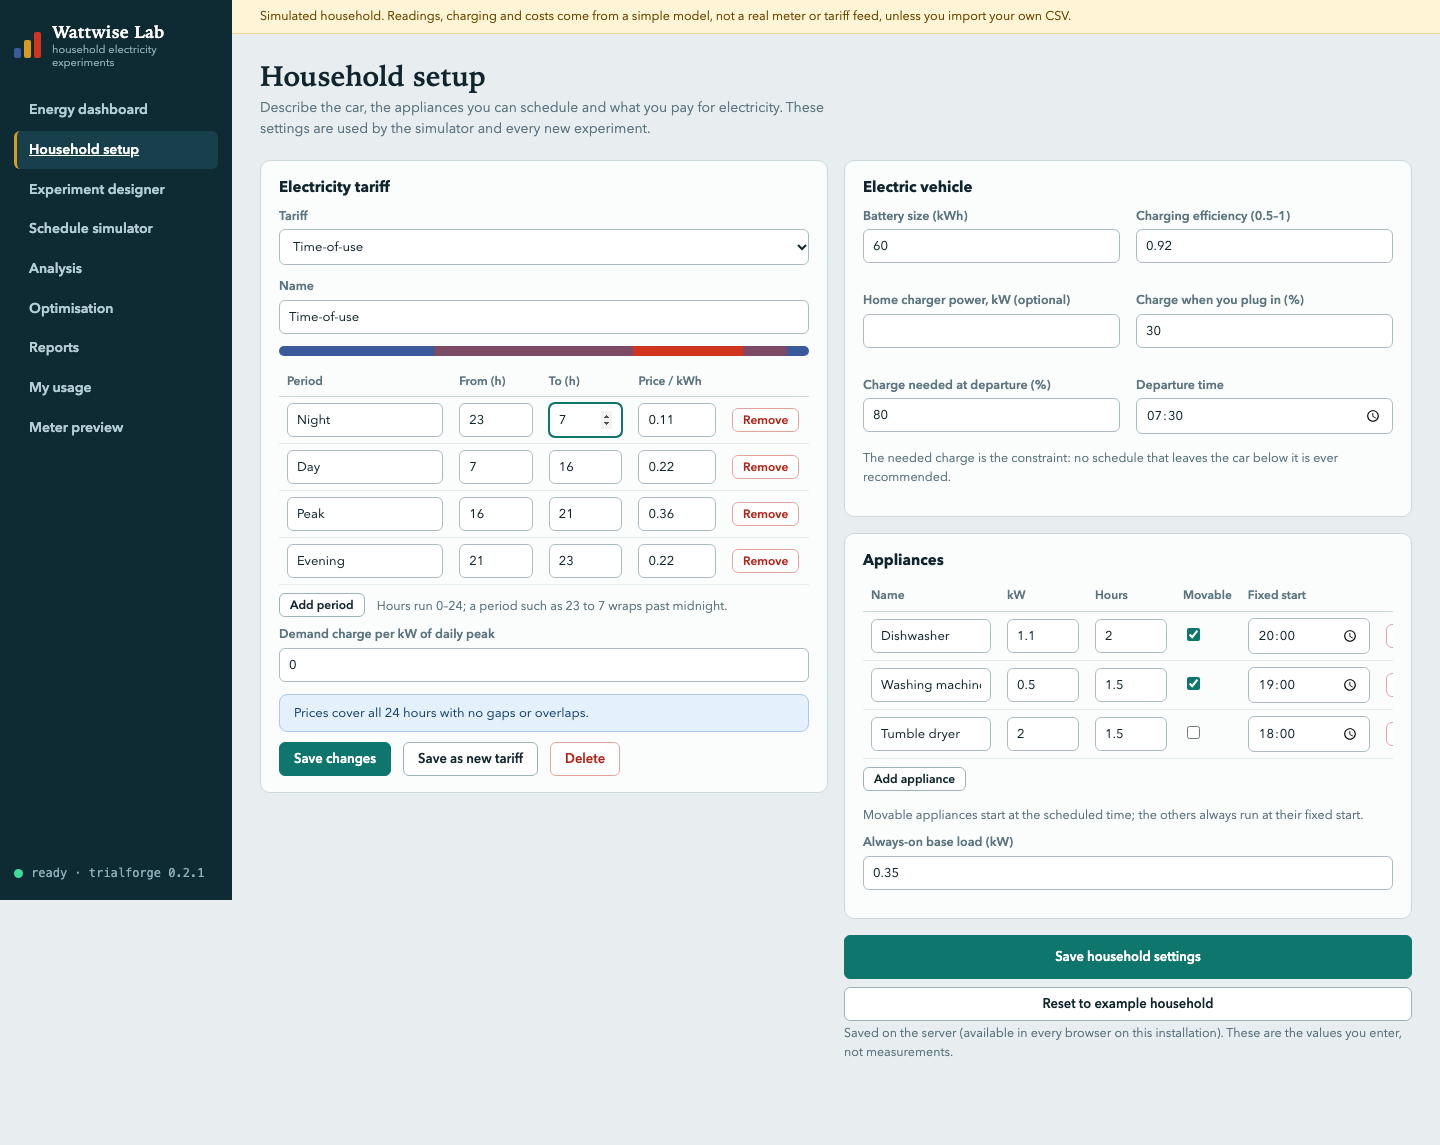 Wattwise Lab
household electricity
experiments
Energy dashboard
Household setup
Experiment designer
Schedule simulator
Analysis
Optimisation
Reports
My usage
Meter preview
ready · trialforge 0.2.1
Simulated household. Readings, charging and costs come from a simple model, not a real meter or tariff feed, unless you import your own CSV.
Household setup
Describe the car, the appliances you can schedule and what you pay for electricity. These
settings are used by the simulator and every new experiment.
Electricity tariff
Tariff
Time-of-use
Name
Time-of-use
Period From (h) To (h) Price / kWh
Night 23 7 0.11 Remove
Day 7 16 0.22 Remove
Peak 16 21 0.36 Remove
Evening 21 23 0.22 Remove
Add period Hours run 0–24; a period such as 23 to 7 wraps past midnight.
Demand charge per kW of daily peak
0
Prices cover all 24 hours with no gaps or overlaps.
Save changes Save as new tariff Delete
Electric vehicle
Battery size (kWh) Charging efficiency (0.5–1)
60 0.92
Home charger power, kW (optional) Charge when you plug in (%)
30
Charge needed at departure (%) Departure time
80 07:30
The needed charge is the constraint: no schedule that leaves the car below it is ever
recommended.
Appliances
Name kW Hours Movable Fixed start
Dishwasher 1.1 2 20:00
Washing machin 0.5 1.5 19:00
Tumble dryer 2 1.5 18:00
Add appliance
Movable appliances start at the scheduled time; the others always run at their fixed start.
Always-on base load (kW)
0.35
Save household settings
Reset to example household
Saved on the server (available in every browser on this installation). These are the values you enter,
not measurements.